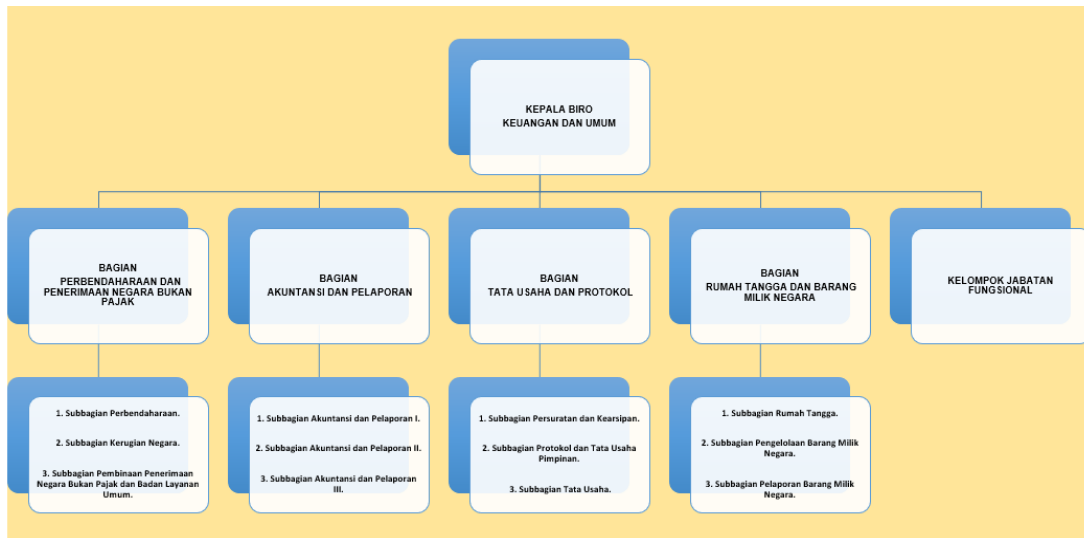 KEPALA BIRO
KEUANGAN DAN UMUM
BAGIAN
PERBENDAHARAAN DAN
PENERIMAAN NEGARA BUKAN
PAJAK
BAGIAN
AKUNTANSI DAN PELAPORAN
BAGIAN
TATA USAHA DAN PROTOKOL
BAGIAN
RUMAH TANGGA DAN BARANG
MILIK NEGARA
KELOMPOK JABATAN
FUNGSIONAL
1. Subbagian Perbendaharaan.
2. Subbagian Kerugian Negara.
3. Subbagian Pembinaan Penerimaan
Negara Bukan Pajak dan Badan Layanan
Umum.
1. Subbagian Akuntansi dan Pelaporan I.
2. Subbagian Akuntansi dan Pelaporan II.
3. Subbagian Akuntansi dan Pelaporan
III.
1. Subbagian Persuratan dan Kearsipan.
2. Subbagian Protokol dan Tata Usaha
Pimpinan.
3. Subbagian Tata Usaha.
1. Subbagian Rumah Tangga.
2. Subbagian Pengelolaan Barang Milik
Negara.
3. Subbagian Pelaporan Barang Milik
Negara.